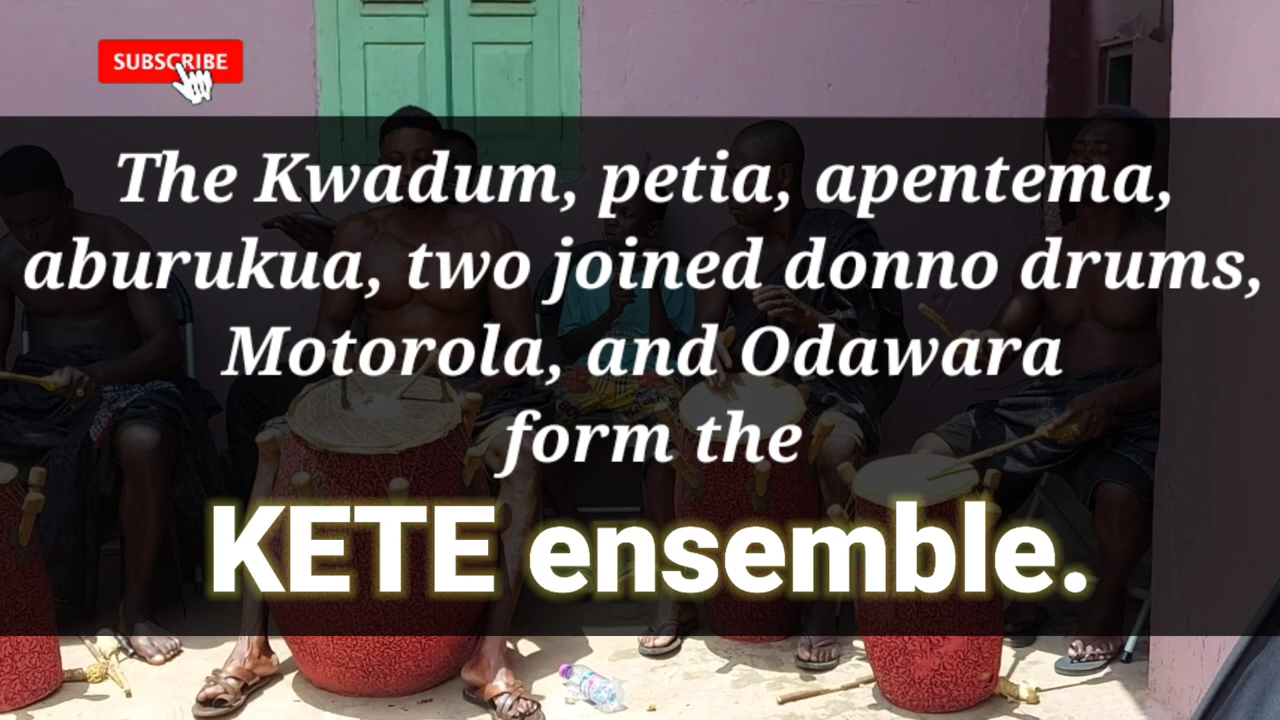 SUBSCRIBE
The Kwadum, petia, apentema,
aburukua, two joined donno drums,
Motorola, and Odawara
form the
KETE ensemble.